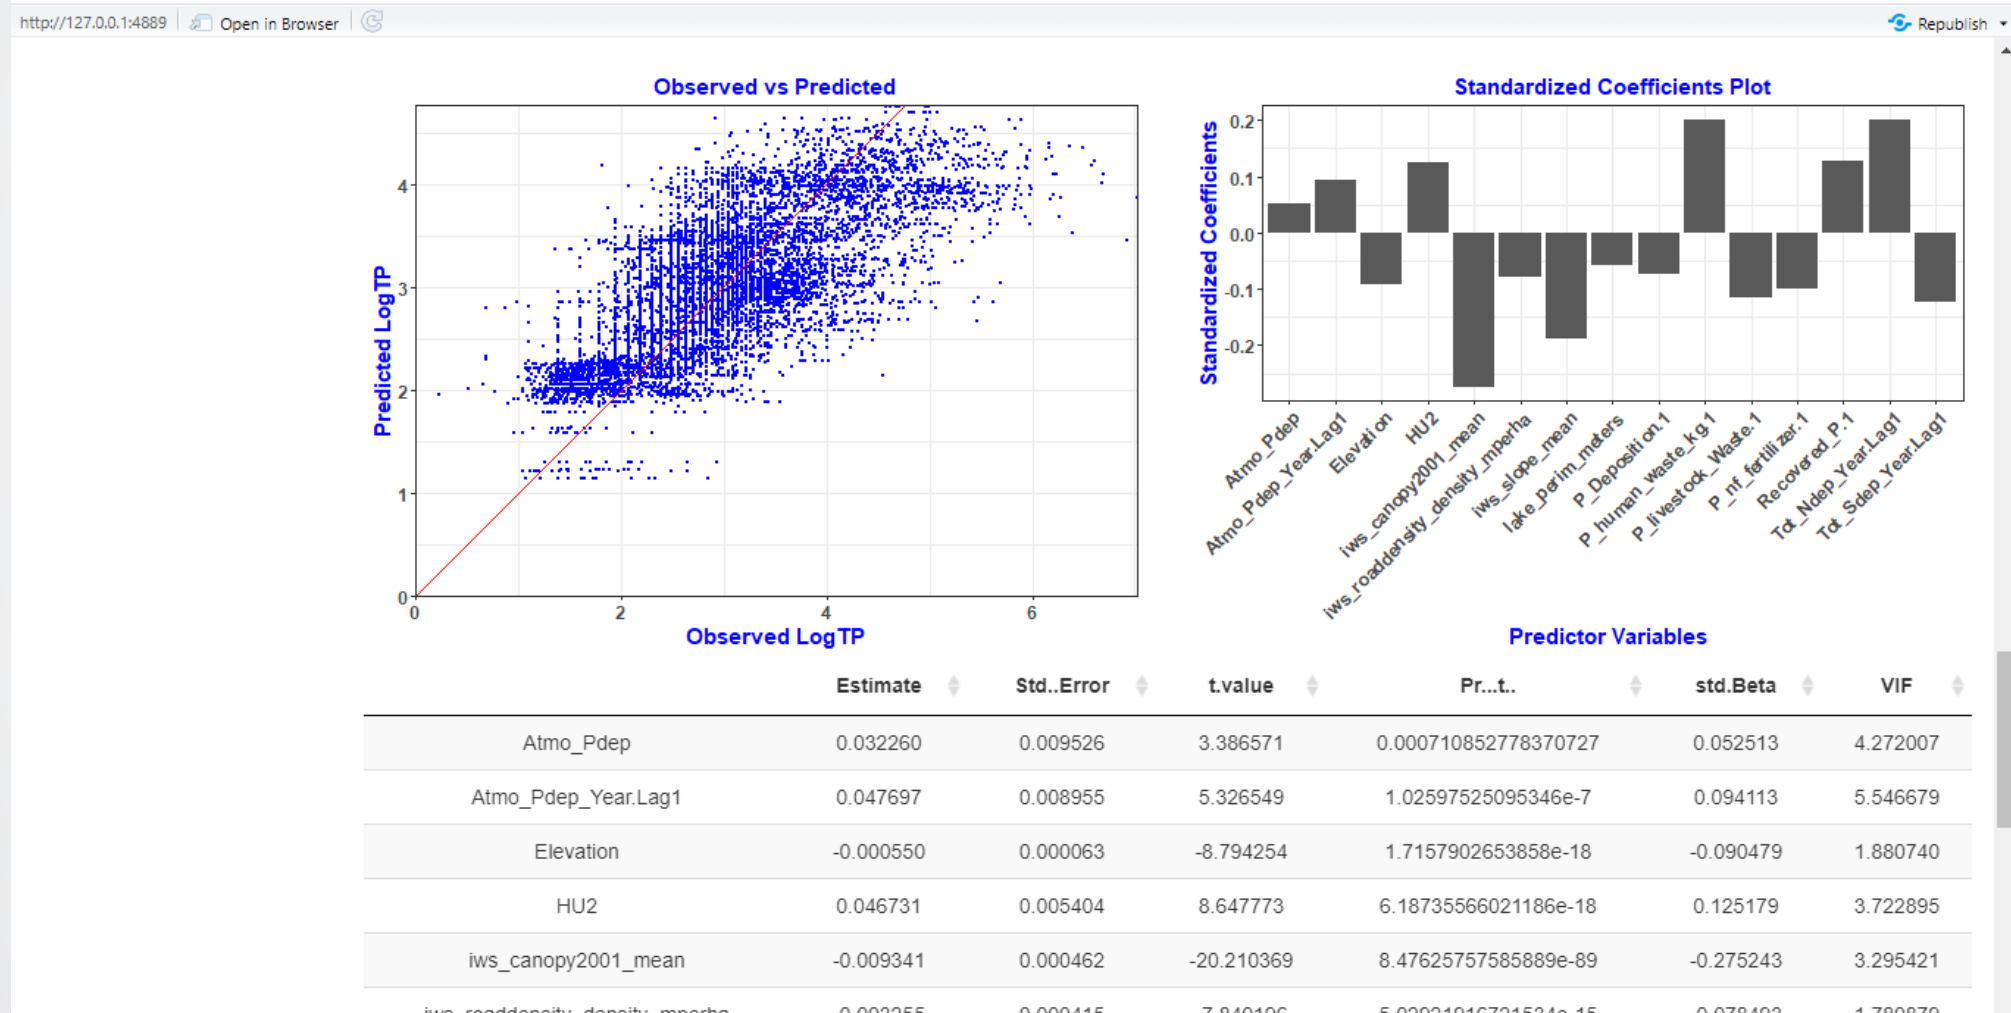 http://127.0.0.1:4889 Open in Browser Republish
Observed vs Predicted
Predicted LogTP
4
3
2
1
0
0 2 4 6
Observed LogTP
Standardized Coefficients Plot
Standardized Coefficients
0.2
0.1
0.0
-0.1
-0.2
Atmo_Pdep
Atmo_Pdep_Year.Lag1
Elevation
HU2
iws_canopy2001_mean
iws_roaddensity_density_mperha
iws_slope_mean
lake_perim_meters
P_Deposition.1
P_human_waste_kg.1
P_livestock_Waste.1
P_nf_fertilizer.1
Recovered_P.1
Tot_Ndep_Year.Lag1
Tot_Sdep_Year.Lag1
Predictor Variables
Estimate Std..Error t.value Pr...t.. std.Beta VIF
Atmo_Pdep 0.032260 0.009526 3.386571 0.000710852778370727 0.052513 4.272007
Atmo_Pdep_Year.Lag1 0.047697 0.008955 5.326549 1.02597525095346e-7 0.094113 5.546679
Elevation -0.000550 0.000063 -8.794254 1.7157902653858e-18 -0.090479 1.880740
HU2 0.046731 0.005404 8.647773 6.18735566021186e-18 0.125179 3.722895
iws_canopy2001_mean -0.009341 0.000462 -20.210369 8.47625757585889e-89 -0.275243 3.295421
iws_roaddensity_density_mperha